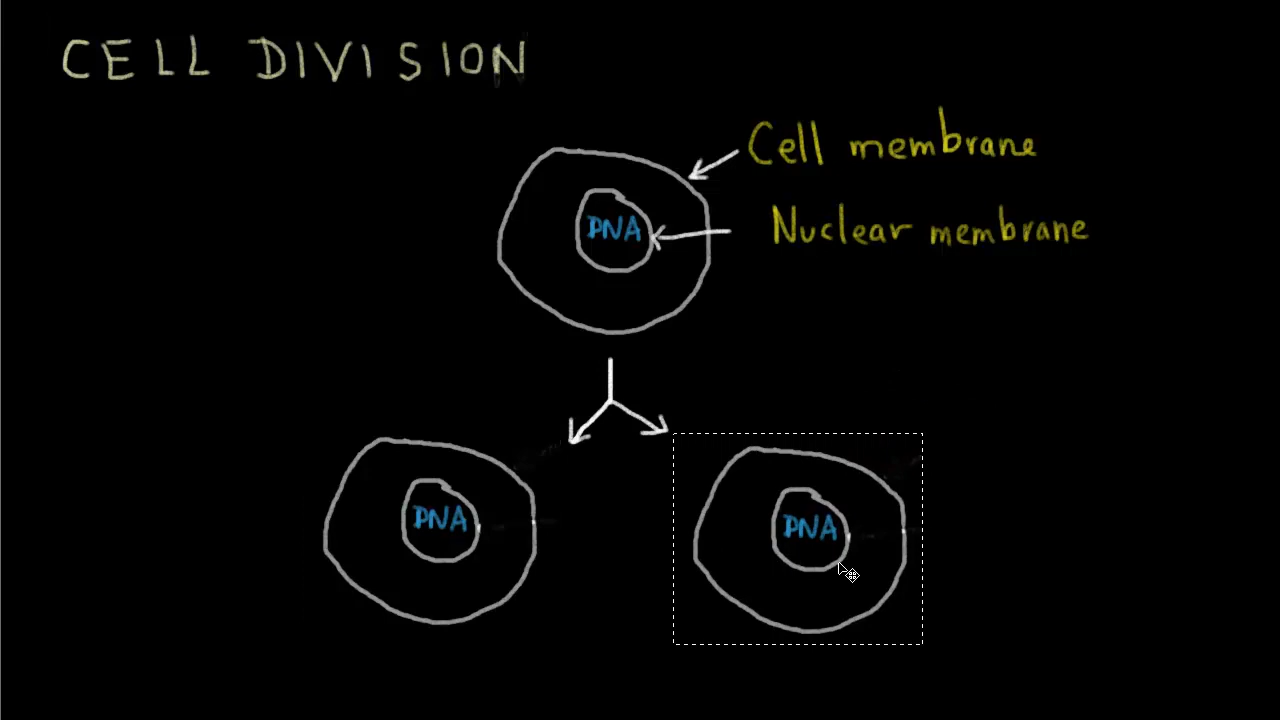 CELL DIVISION
Cell membrane
DNA
Nuclear membrane
DNA
DNA